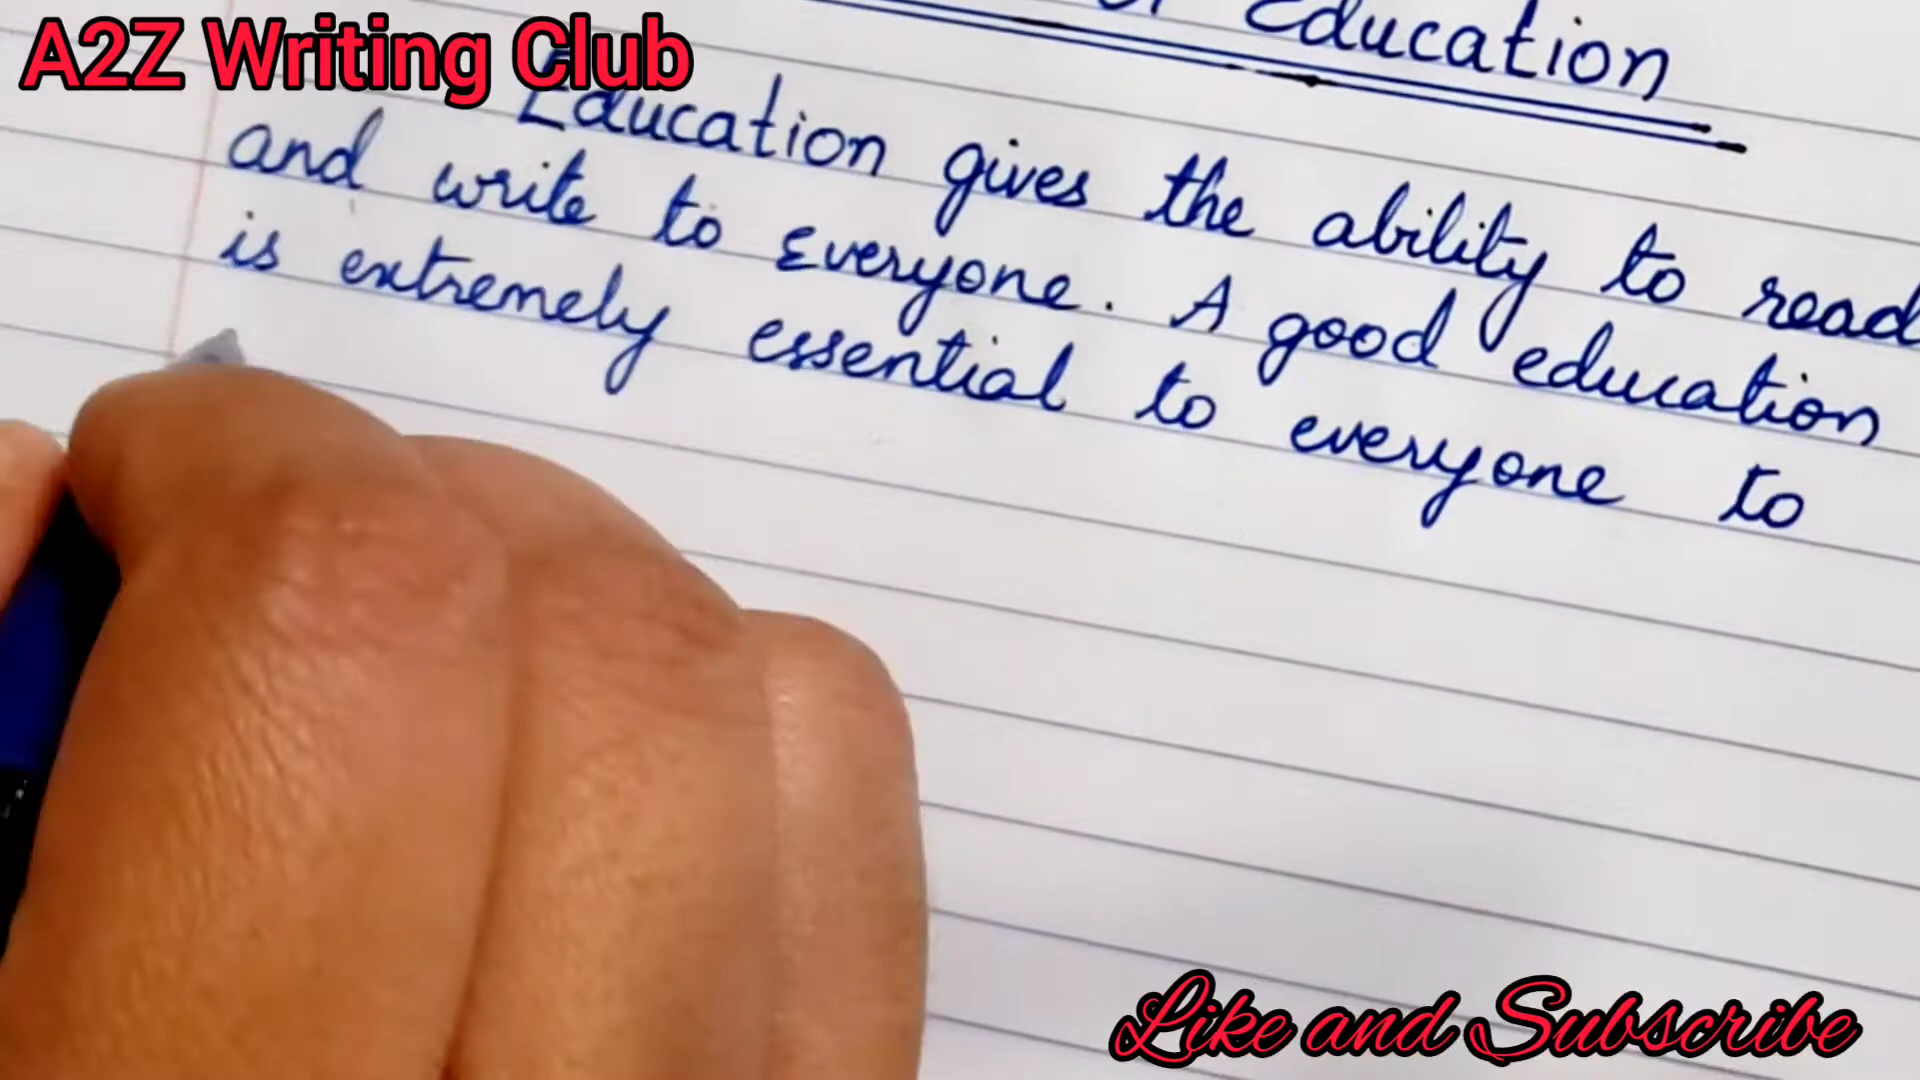 A2Z Writing Club
Education
Education gives the ability to read
and write to Everyone. A good education
is extremely essential to everyone to
Like and Subscribe